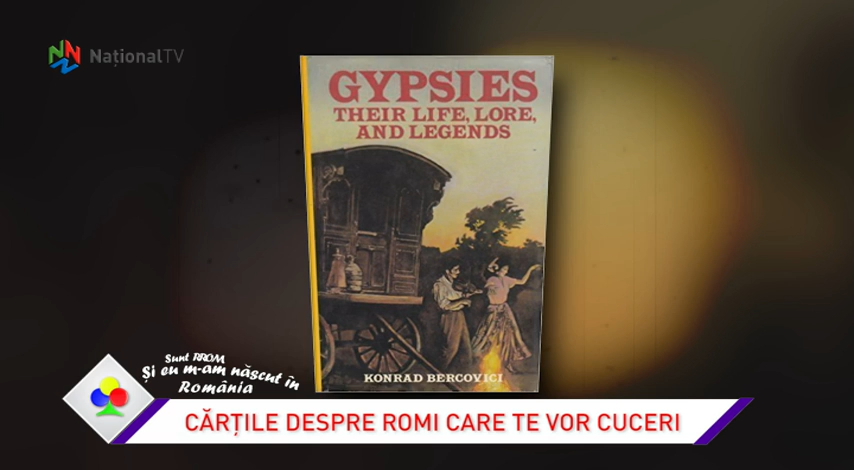 NaționalTV
GYPSIES
THEIR LIFE, LORE,
AND LEGENDS
KONRAD BERCOVICI
Sunt RROM
Și eu m-am născut în
România
CĂRȚILE DESPRE ROMI CARE TE VOR CUCERI